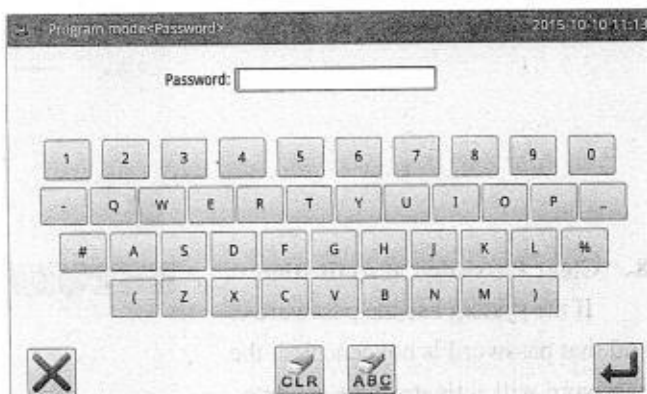 Program mode<Password> 2015-10-10 11:13
Password:
1 2 3 4 5 6 7 8 9 0
- Q W E R T Y U I O P _
# A S D F G H J K L %
( Z X C V B N M )
CLR ABC